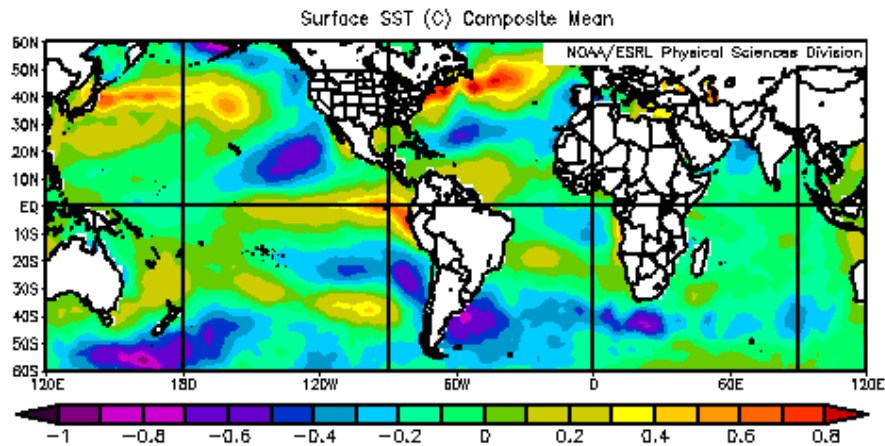 Surface SST (C) Composite Mean
NOAA/ESRL Physical Sciences Division
60N
50N
40N
30N
20N
10N
EQ
10S
20S
30S
40S
50S
60S
120E 180 120W 60W 0 60E 120E
-1 -0.8 -0.6 -0.4 -0.2 0 0.2 0.4 0.6 0.8